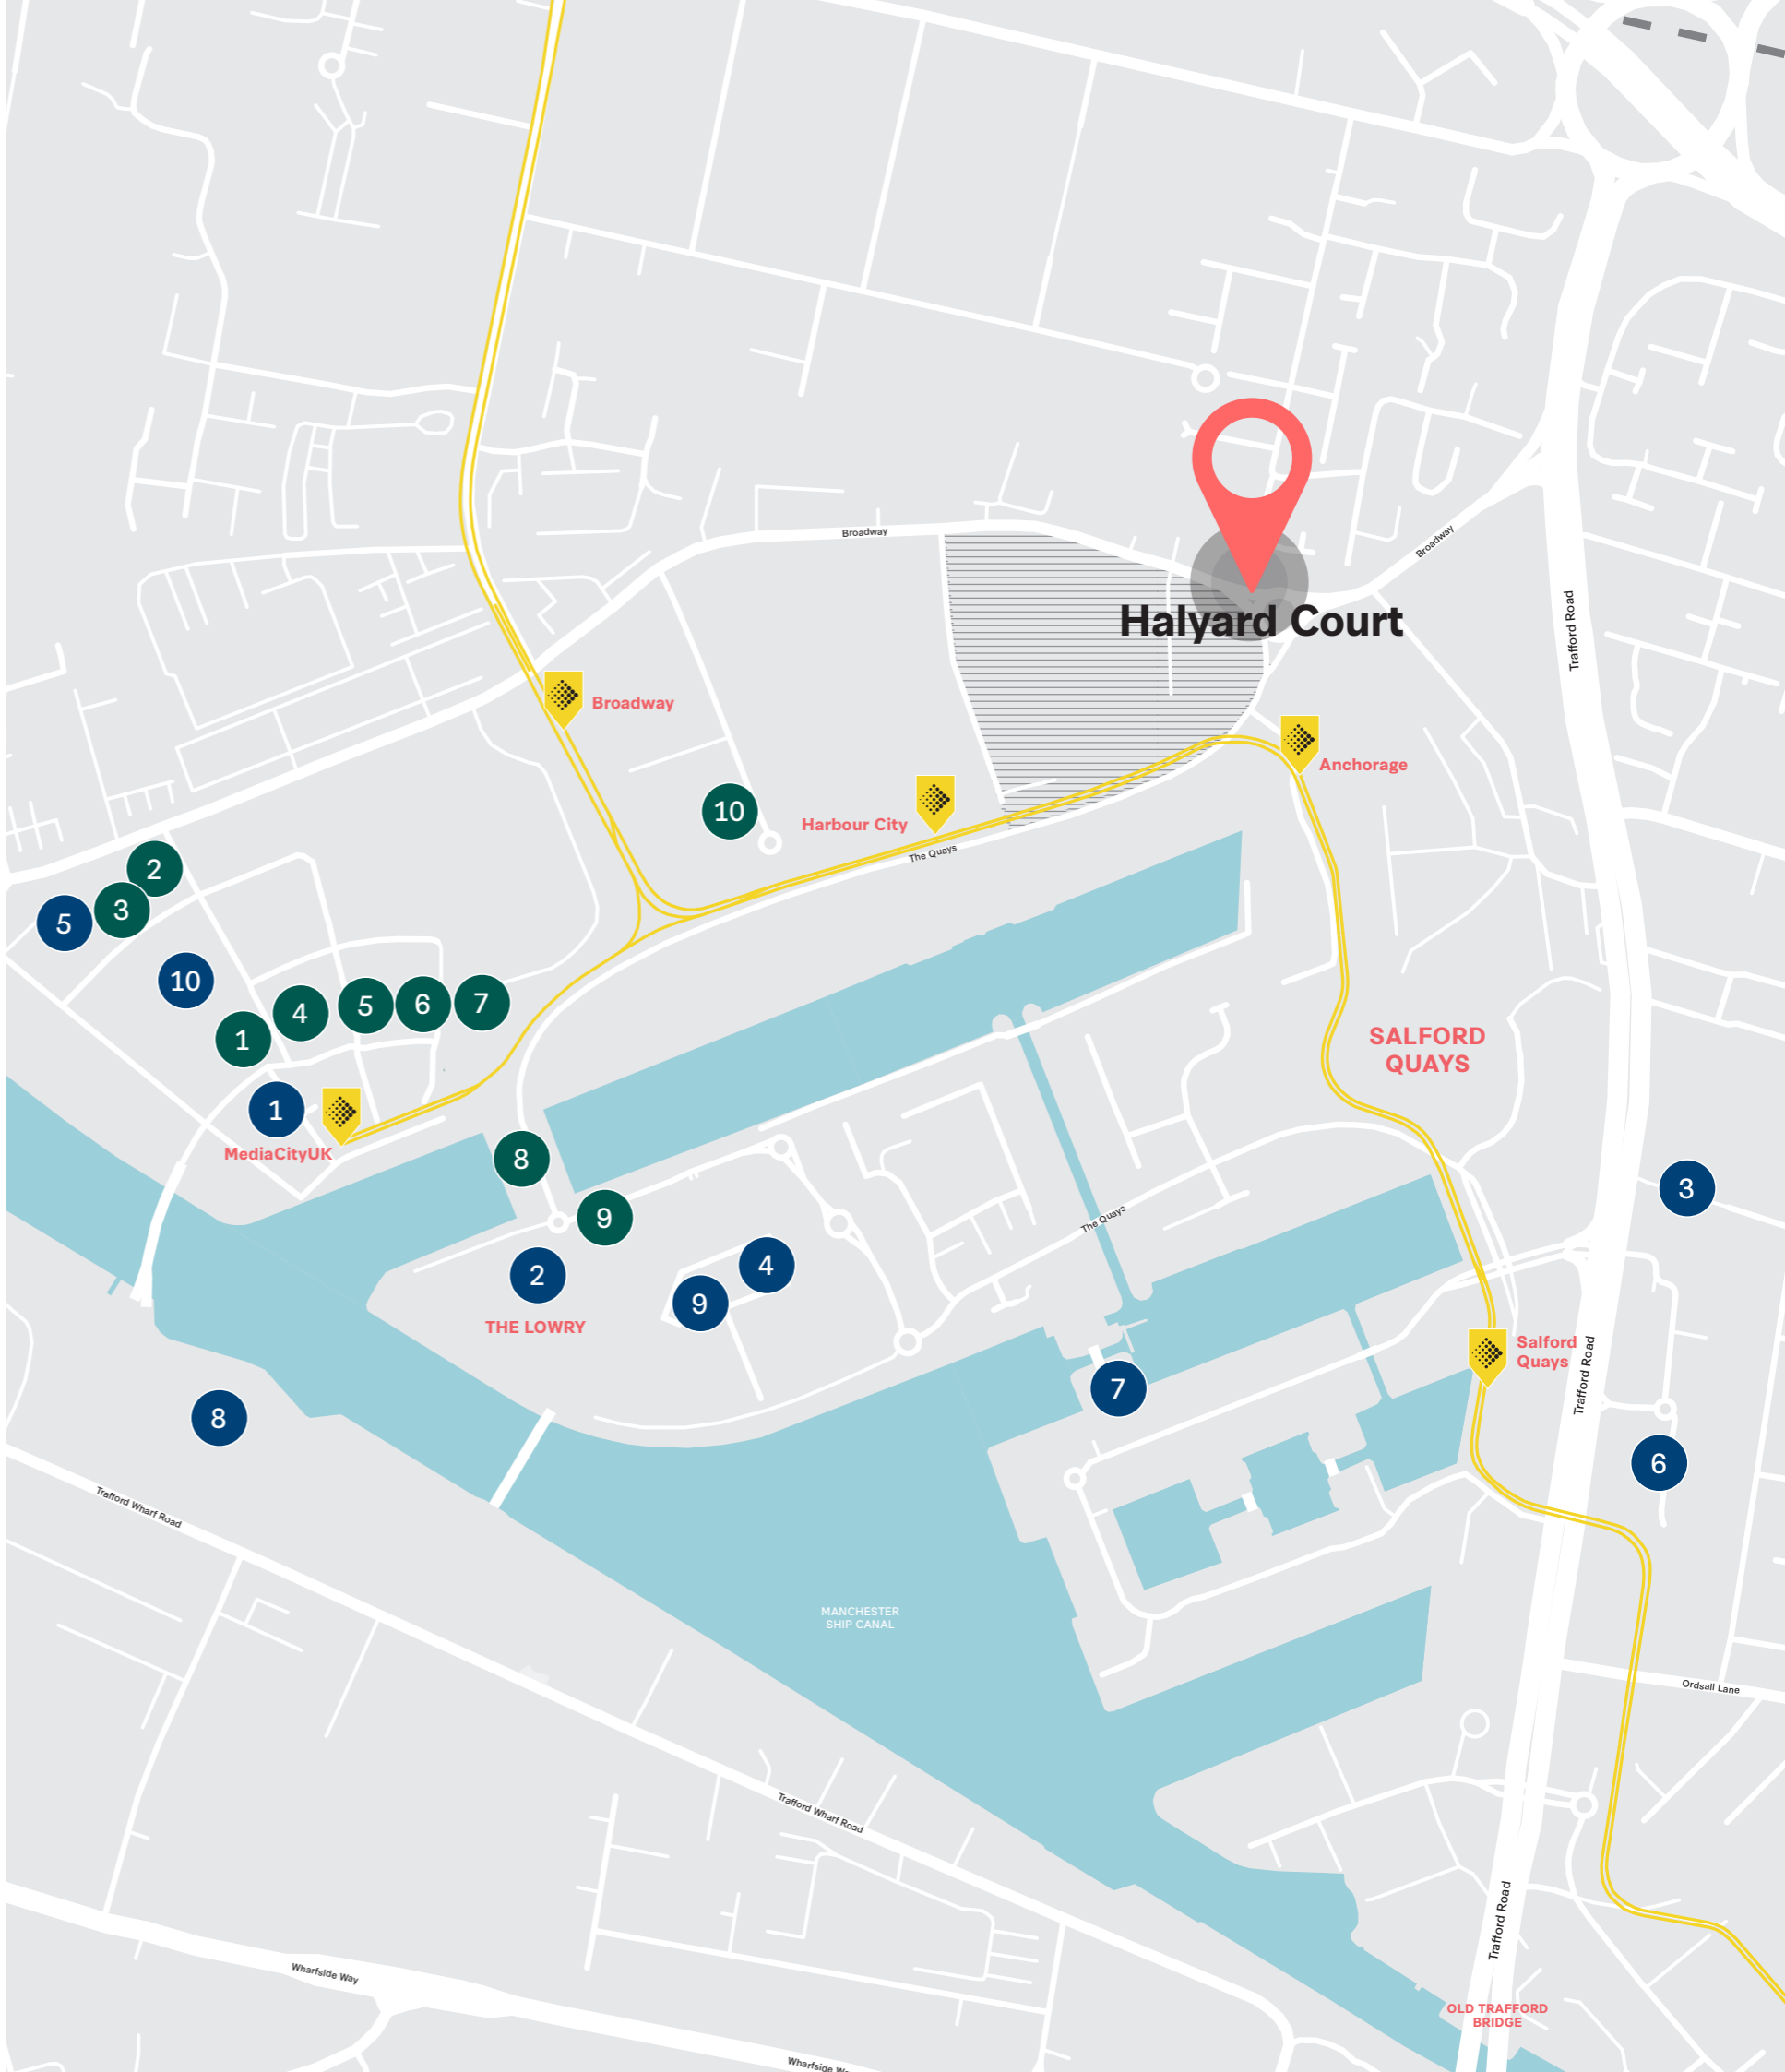 Broadway
Broadway
Halyard Court
Trafford Road
Broadway
Anchorage
10
Harbour City
The Quays
2
3
5
10
4
5
6
7
1
SALFORD
QUAYS
1
MediaCityUK
8
3
9
The Quays
2
4
9
THE LOWRY
Salford
Quays
Trafford Road
7
8
6
Trafford Wharf Road
MANCHESTER
SHIP CANAL
Ordsall Lane
Trafford Wharf Road
Trafford Road
Wharfside Way
OLD TRAFFORD
BRIDGE
Wharfside